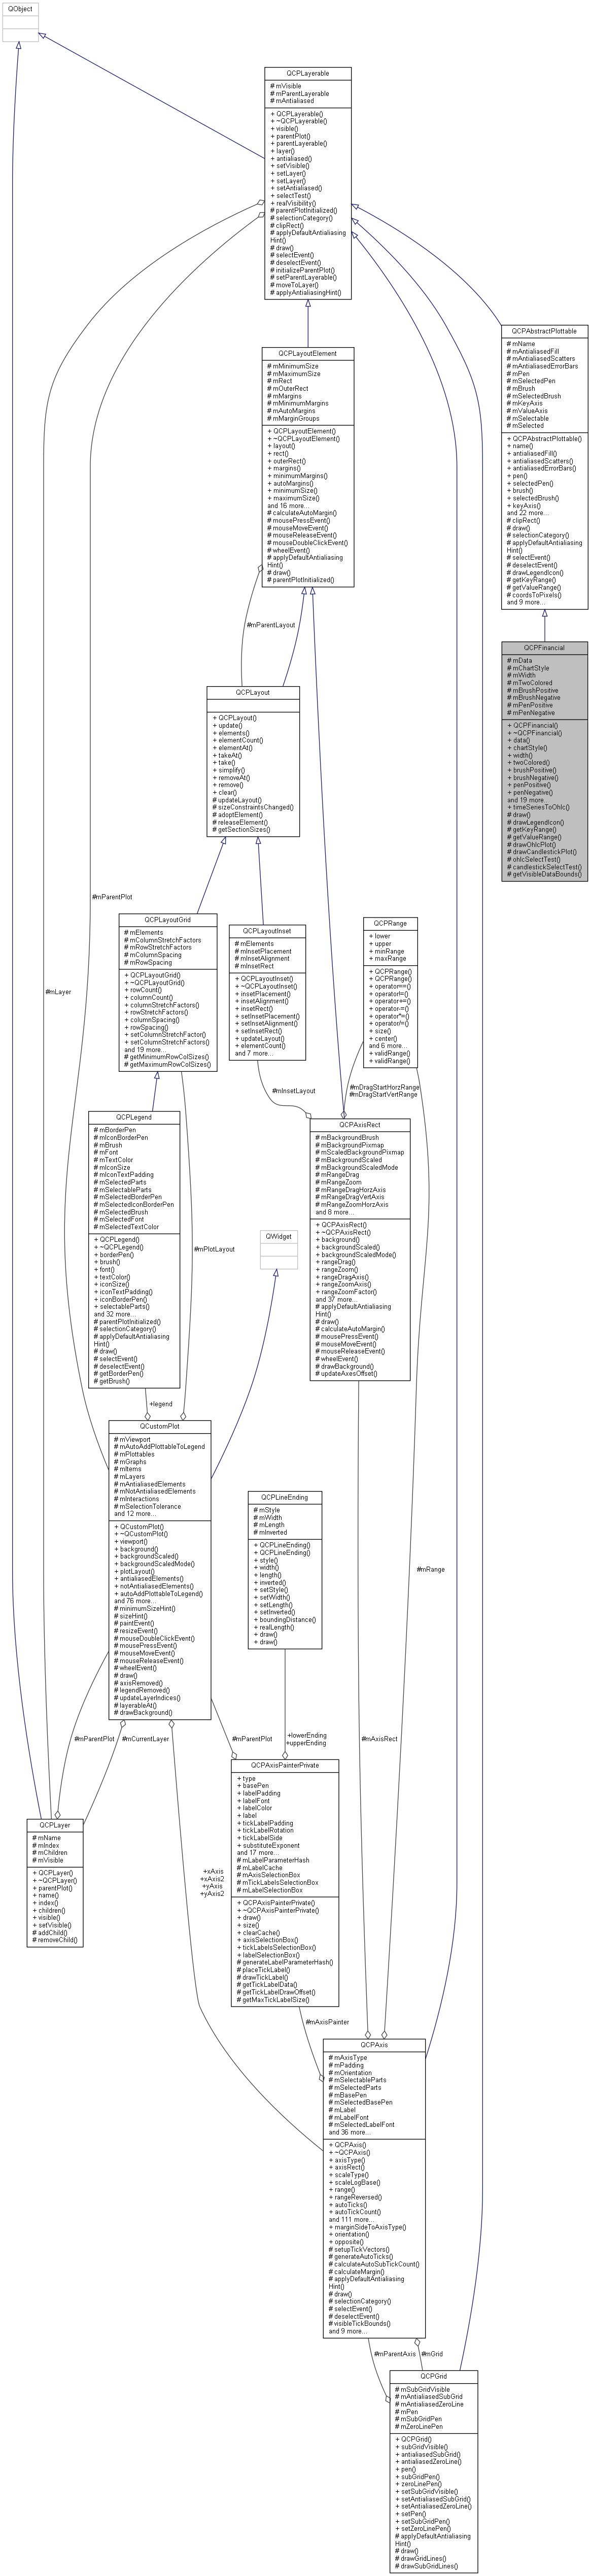 QObject
QCPLayerable
# mVisible
# mParentLayerable
# mAntialiased
+ QCPLayerable()
+ ~QCPLayerable()
+ visible()
+ parentPlot()
+ parentLayerable()
+ layer()
+ antialiased()
+ setVisible()
+ setLayer()
+ setLayer()
+ setAntialiased()
+ selectTest()
+ realVisibility()
# parentPlotInitialized()
# selectionCategory()
# clipRect()
# applyDefaultAntialiasing
Hint()
# draw()
# selectEvent()
# deselectEvent()
# initializeParentPlot()
# setParentLayerable()
# moveToLayer()
# applyAntialiasingHint()
QCPAbstractPlottable
# mName
# mAntialiasedFill
# mAntialiasedScatters
# mAntialiasedErrorBars
# mPen
# mSelectedPen
# mBrush
# mSelectedBrush
# mKeyAxis
# mValueAxis
# mSelectable
# mSelected
+ QCPAbstractPlottable()
+ name()
+ antialiasedFill()
+ antialiasedScatters()
+ antialiasedErrorBars()
+ pen()
+ selectedPen()
+ brush()
+ selectedBrush()
+ keyAxis()
and 22 more...
# clipRect()
# draw()
# selectionCategory()
# applyDefaultAntialiasing
Hint()
# selectEvent()
# deselectEvent()
# drawLegendIcon()
# getKeyRange()
# getValueRange()
# coordsToPixels()
and 9 more...
QCPLayoutElement
# mMinimumSize
# mMaximumSize
# mRect
# mOuterRect
# mMargins
# mMinimumMargins
# mAutoMargins
# mMarginGroups
+ QCPLayoutElement()
+ ~QCPLayoutElement()
+ layout()
+ rect()
+ outerRect()
+ margins()
+ minimumMargins()
+ autoMargins()
+ minimumSize()
+ maximumSize()
and 16 more...
# calculateAutoMargin()
# mousePressEvent()
# mouseMoveEvent()
# mouseReleaseEvent()
# mouseDoubleClickEvent()
# wheelEvent()
# applyDefaultAntialiasing
Hint()
# draw()
# parentPlotInitialized()
#mParentLayout
QCPFinancial
# mData
# mChartStyle
# mWidth
# mTwoColored
# mBrushPositive
# mBrushNegative
# mPenPositive
# mPenNegative
+ QCPFinancial()
+ ~QCPFinancial()
+ data()
+ chartStyle()
+ width()
+ twoColored()
+ brushPositive()
+ brushNegative()
+ penPositive()
+ penNegative()
and 19 more...
+ timeSeriesToOhlc()
# draw()
# drawLegendIcon()
# getKeyRange()
# getValueRange()
# drawOhlcPlot()
# drawCandlestickPlot()
# ohlcSelectTest()
# candlestickSelectTest()
# getVisibleDataBounds()
QCPLayout
+ QCPLayout()
+ update()
+ elements()
+ elementCount()
+ elementAt()
+ takeAt()
+ take()
+ simplify()
+ removeAt()
+ remove()
+ clear()
# updateLayout()
# sizeConstraintsChanged()
# adoptElement()
# releaseElement()
# getSectionSizes()
#mParentPlot
#mLayer
QCPLayoutGrid
# mElements
# mColumnStretchFactors
# mRowStretchFactors
# mColumnSpacing
# mRowSpacing
+ QCPLayoutGrid()
+ ~QCPLayoutGrid()
+ rowCount()
+ columnCount()
+ columnStretchFactors()
+ rowStretchFactors()
+ columnSpacing()
+ rowSpacing()
+ setColumnStretchFactor()
+ setColumnStretchFactors()
and 19 more...
# getMinimumRowColSizes()
# getMaximumRowColSizes()
QCPLayoutInset
# mElements
# mInsetPlacement
# mInsetAlignment
# mInsetRect
+ QCPLayoutInset()
+ ~QCPLayoutInset()
+ insetPlacement()
+ insetAlignment()
+ insetRect()
+ setInsetPlacement()
+ setInsetAlignment()
+ setInsetRect()
+ updateLayout()
+ elementCount()
and 7 more...
QCPRange
+ lower
+ upper
+ minRange
+ maxRange
+ QCPRange()
+ QCPRange()
+ operator==()
+ operator!=()
+ operator+=()
+ operator-=()
+ operator*=()
+ operator/=()
+ size()
+ center()
and 6 more...
+ validRange()
+ validRange()
#mInsetLayout
#mDragStartHorzRange
#mDragStartVertRange
QCPLegend
# mBorderPen
# mIconBorderPen
# mBrush
# mFont
# mTextColor
# mIconSize
# mIconTextPadding
# mSelectedParts
# mSelectableParts
# mSelectedBorderPen
# mSelectedIconBorderPen
# mSelectedBrush
# mSelectedFont
# mSelectedTextColor
+ QCPLegend()
+ ~QCPLegend()
+ borderPen()
+ brush()
+ font()
+ textColor()
+ iconSize()
+ iconTextPadding()
+ iconBorderPen()
+ selectableParts()
and 32 more...
# parentPlotInitialized()
# selectionCategory()
# applyDefaultAntialiasing
Hint()
# draw()
# selectEvent()
# deselectEvent()
# getBorderPen()
# getBrush()
#mPlotLayout
QWidget
QCPAxisRect
# mBackgroundBrush
# mBackgroundPixmap
# mScaledBackgroundPixmap
# mBackgroundScaled
# mBackgroundScaledMode
# mRangeDrag
# mRangeZoom
# mRangeDragHorzAxis
# mRangeDragVertAxis
# mRangeZoomHorzAxis
and 8 more...
+ QCPAxisRect()
+ ~QCPAxisRect()
+ background()
+ backgroundScaled()
+ backgroundScaledMode()
+ rangeDrag()
+ rangeZoom()
+ rangeDragAxis()
+ rangeZoomAxis()
+ rangeZoomFactor()
and 37 more...
# applyDefaultAntialiasing
Hint()
# draw()
# calculateAutoMargin()
# mousePressEvent()
# mouseMoveEvent()
# mouseReleaseEvent()
# wheelEvent()
# drawBackground()
# updateAxesOffset()
+legend
#mRange
QCustomPlot
# mViewport
# mAutoAddPlottableToLegend
# mPlottables
# mGraphs
# mItems
# mLayers
# mAntialiasedElements
# mNotAntialiasedElements
# mInteractions
# mSelectionTolerance
and 12 more...
+ QCustomPlot()
+ ~QCustomPlot()
+ viewport()
+ background()
+ backgroundScaled()
+ backgroundScaledMode()
+ plotLayout()
+ antialiasedElements()
+ notAntialiasedElements()
+ autoAddPlottableToLegend()
and 76 more...
# minimumSizeHint()
# sizeHint()
# paintEvent()
# resizeEvent()
# mouseDoubleClickEvent()
# mousePressEvent()
# mouseMoveEvent()
# mouseReleaseEvent()
# wheelEvent()
# draw()
# axisRemoved()
# legendRemoved()
# updateLayerIndices()
# layerableAt()
# drawBackground()
QCPLineEnding
# mStyle
# mWidth
# mLength
# mInverted
+ QCPLineEnding()
+ QCPLineEnding()
+ style()
+ width()
+ length()
+ inverted()
+ setStyle()
+ setWidth()
+ setLength()
+ setInverted()
+ boundingDistance()
+ realLength()
+ draw()
+ draw()
#mParentPlot
#mCurrentLayer
#mParentPlot
+lowerEnding
+upperEnding
#mAxisRect
QCPLayer
# mName
# mIndex
# mChildren
# mVisible
+ QCPLayer()
+ ~QCPLayer()
+ parentPlot()
+ name()
+ index()
+ children()
+ visible()
+ setVisible()
# addChild()
# removeChild()
+xAxis
+xAxis2
+yAxis
+yAxis2
QCPAxisPainterPrivate
+ type
+ basePen
+ labelPadding
+ labelFont
+ labelColor
+ label
+ tickLabelPadding
+ tickLabelRotation
+ tickLabelSide
+ substituteExponent
and 17 more...
# mLabelParameterHash
# mLabelCache
# mAxisSelectionBox
# mTickLabelsSelectionBox
# mLabelSelectionBox
+ QCPAxisPainterPrivate()
+ ~QCPAxisPainterPrivate()
+ draw()
+ size()
+ clearCache()
+ axisSelectionBox()
+ tickLabelsSelectionBox()
+ labelSelectionBox()
# generateLabelParameterHash()
# placeTickLabel()
# drawTickLabel()
# getTickLabelData()
# getTickLabelDrawOffset()
# getMaxTickLabelSize()
#mAxisPainter
QCPAxis
# mAxisType
# mPadding
# mOrientation
# mSelectableParts
# mSelectedParts
# mBasePen
# mSelectedBasePen
# mLabel
# mLabelFont
# mSelectedLabelFont
and 36 more...
+ QCPAxis()
+ ~QCPAxis()
+ axisType()
+ axisRect()
+ scaleType()
+ scaleLogBase()
+ range()
+ rangeReversed()
+ autoTicks()
+ autoTickCount()
and 111 more...
+ marginSideToAxisType()
+ orientation()
+ opposite()
# setupTickVectors()
# generateAutoTicks()
# calculateAutoSubTickCount()
# calculateMargin()
# applyDefaultAntialiasing
Hint()
# draw()
# selectionCategory()
# selectEvent()
# deselectEvent()
# visibleTickBounds()
and 9 more...
#mParentAxis
#mGrid
QCPGrid
# mSubGridVisible
# mAntialiasedSubGrid
# mAntialiasedZeroLine
# mPen
# mSubGridPen
# mZeroLinePen
+ QCPGrid()
+ subGridVisible()
+ antialiasedSubGrid()
+ antialiasedZeroLine()
+ pen()
+ subGridPen()
+ zeroLinePen()
+ setSubGridVisible()
+ setAntialiasedSubGrid()
+ setAntialiasedZeroLine()
+ setPen()
+ setSubGridPen()
+ setZeroLinePen()
# applyDefaultAntialiasing
Hint()
# draw()
# drawGridLines()
# drawSubGridLines()